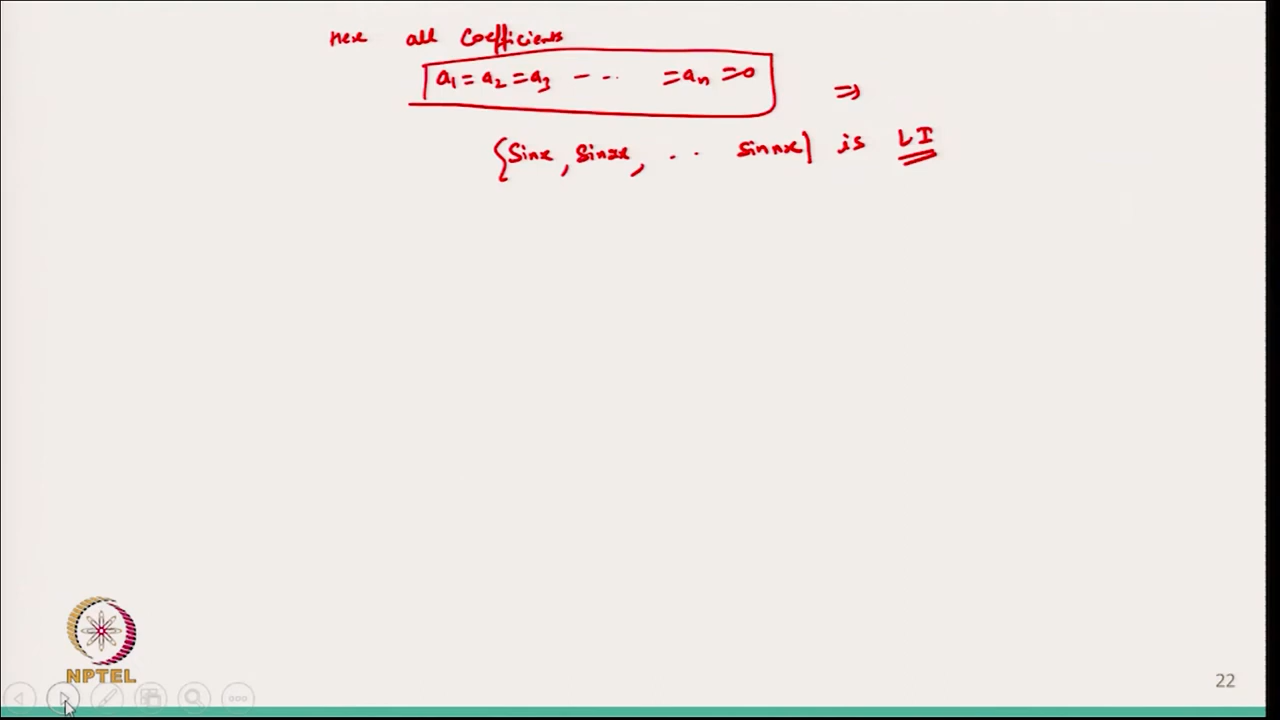 Here all Coefficients
a1 = a2 = a3 - - .. = an = 0 ⇒
{Sinx, Sin2x, .. sinnx} is LI
NPTEL
22